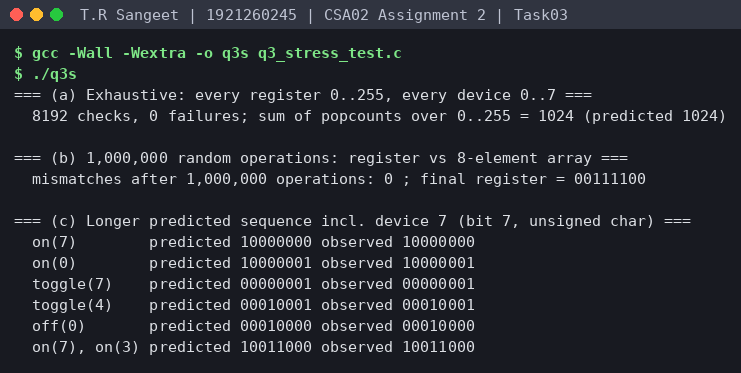 T.R Sangeet | 1921260245 | CSA02 Assignment 2 | Task03
$ gcc -Wall -Wextra -o q3s q3_stress_test.c
$ ./q3s
=== (a) Exhaustive: every register 0..255, every device 0..7 ===
  8192 checks, 0 failures; sum of popcounts over 0..255 = 1024 (predicted 1024)

=== (b) 1,000,000 random operations: register vs 8-element array ===
  mismatches after 1,000,000 operations: 0 ; final register = 00111100

=== (c) Longer predicted sequence incl. device 7 (bit 7, unsigned char) ===
  on(7)        predicted 10000000 observed 10000000
  on(0)        predicted 10000001 observed 10000001
  toggle(7)    predicted 00000001 observed 00000001
  toggle(4)    predicted 00010001 observed 00010001
  off(0)       predicted 00010000 observed 00010000
  on(7), on(3) predicted 10011000 observed 10011000